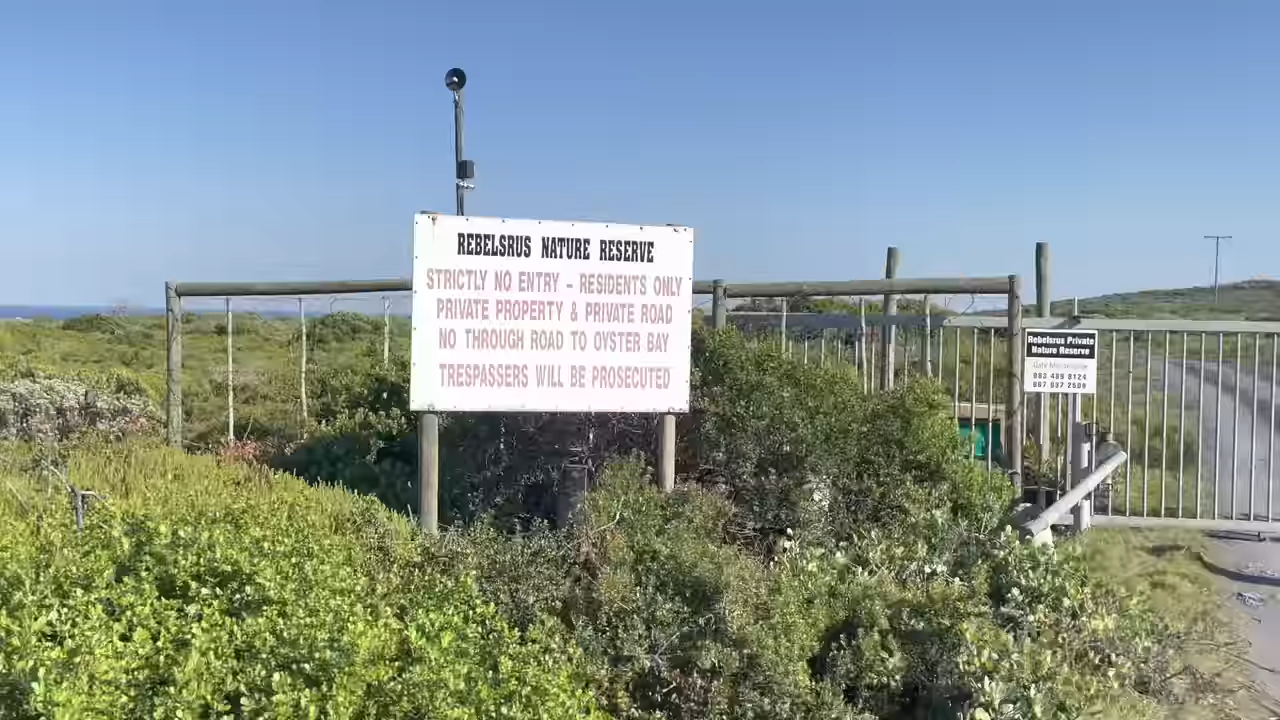 REBELSRUS NATURE RESERVE
STRICTLY NO ENTRY - RESIDENTS ONLY
PRIVATE PROPERTY & PRIVATE ROAD
NO THROUGH ROAD TO OYSTER BAY
TRESPASSERS WILL BE PROSECUTED
Rebelsrus Private
Nature Reserve